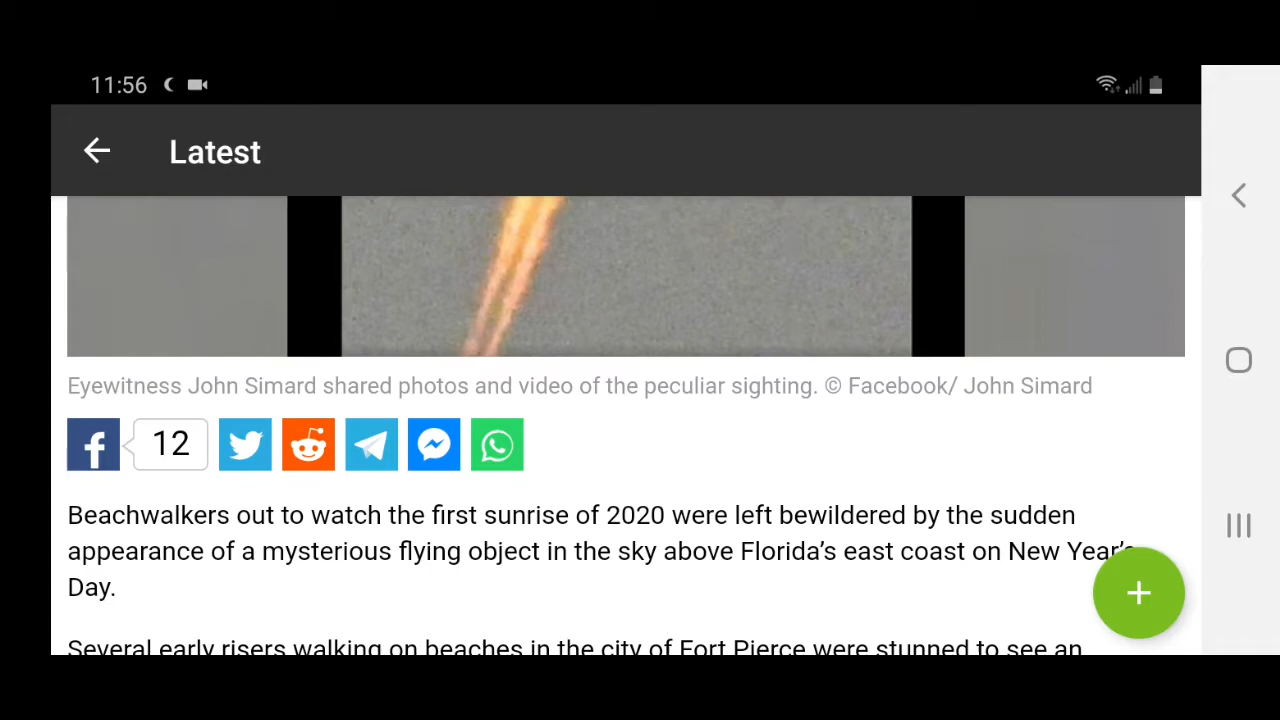 11:56
Latest
Eyewitness John Simard shared photos and video of the peculiar sighting. © Facebook/ John Simard
12
Beachwalkers out to watch the first sunrise of 2020 were left bewildered by the sudden
appearance of a mysterious flying object in the sky above Florida's east coast on New Year's
Day.
Several early risers walking on beaches in the city of Fort Pierce were stunned to see an